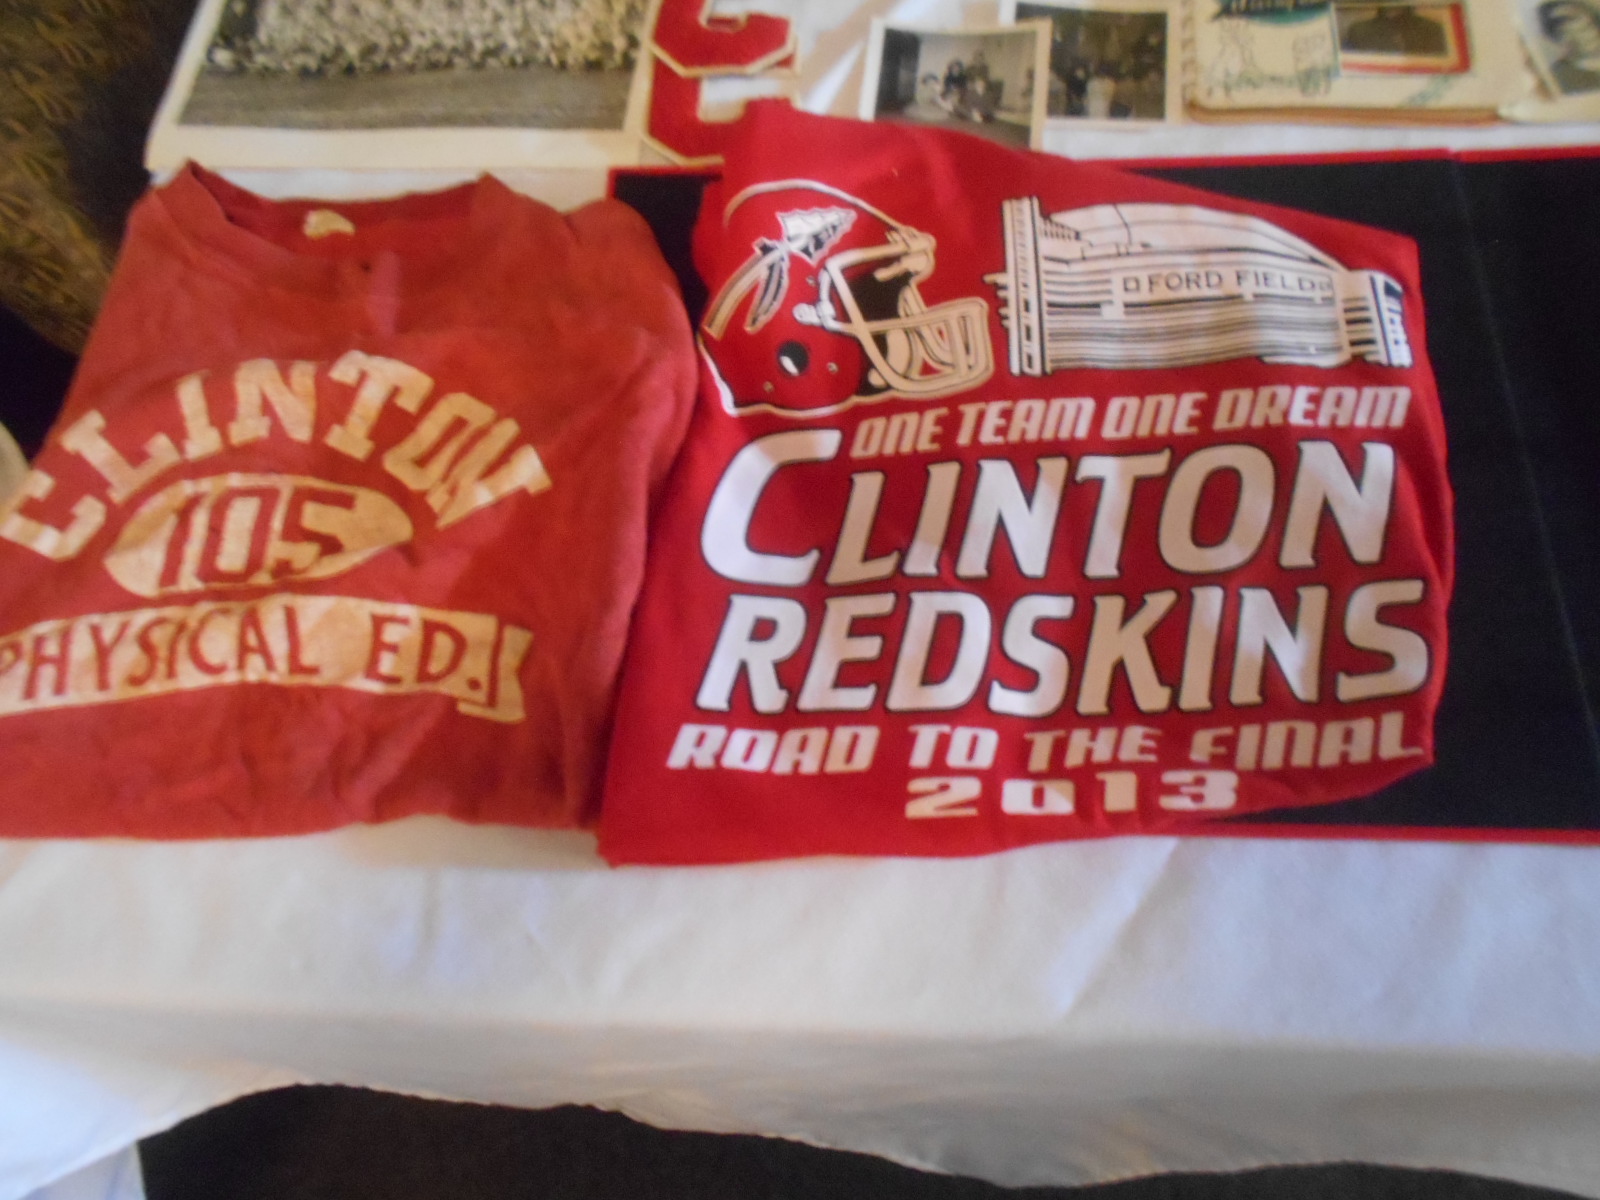 CLINTON
105
PHYSICAL ED.
C
FORD FIELD
ONE TEAM ONE DREAM
CLINTON
REDSKINS
ROAD TO THE FINAL
2013